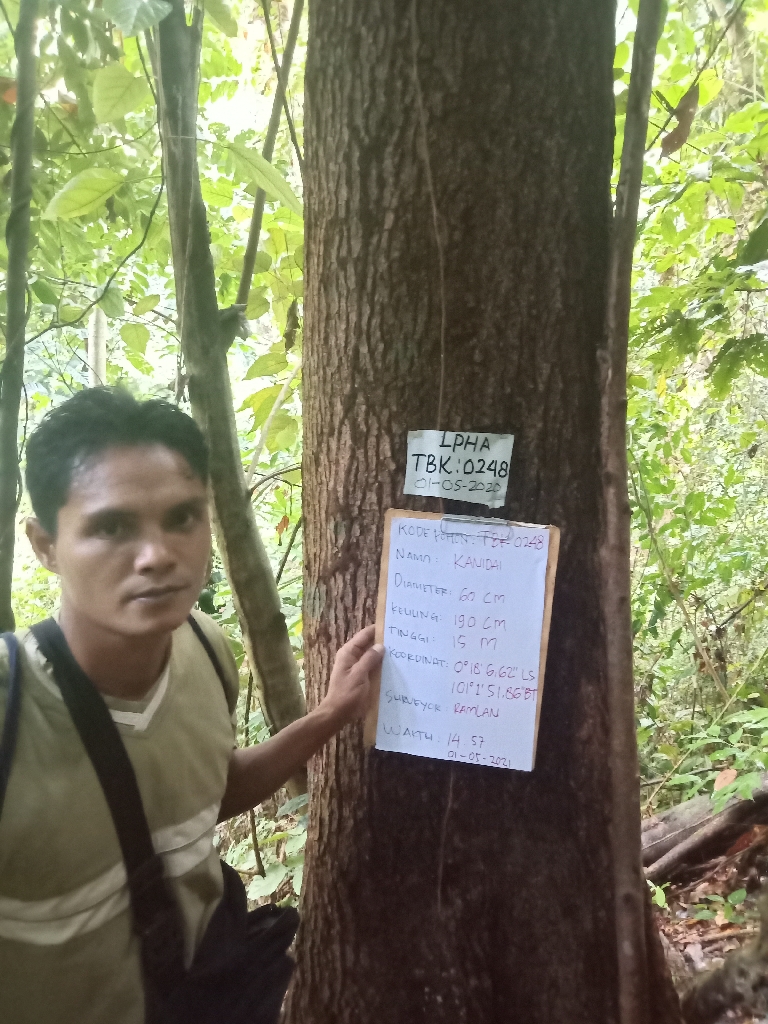 LPHA
TBK: 0248
01-05-2020
KODE POHON: TBK 0248
NAMA: KANIDAI
DIAMETER: 60 CM
KELILING: 190 CM
TINGGI: 15 M
KOORDINAT: 0°18'6,62" LS
101°1'51,86"BT
SURVEYOR: RAMLAN
WAKTU: 14.57
01-05-2021